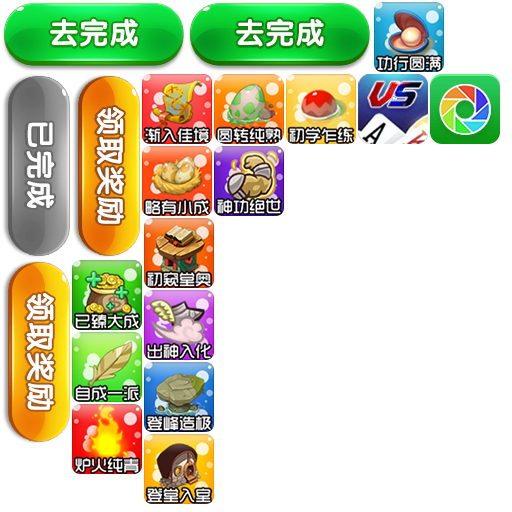 去完成
去完成
功行圆满
已完成
领取奖励
渐入佳境
圆转纯熟
初学乍练
VS
A
略有小成
神功绝世
初窥堂奥
领取奖励
已臻大成
出神入化
自成一派
登峰造极
炉火纯青
登堂入室